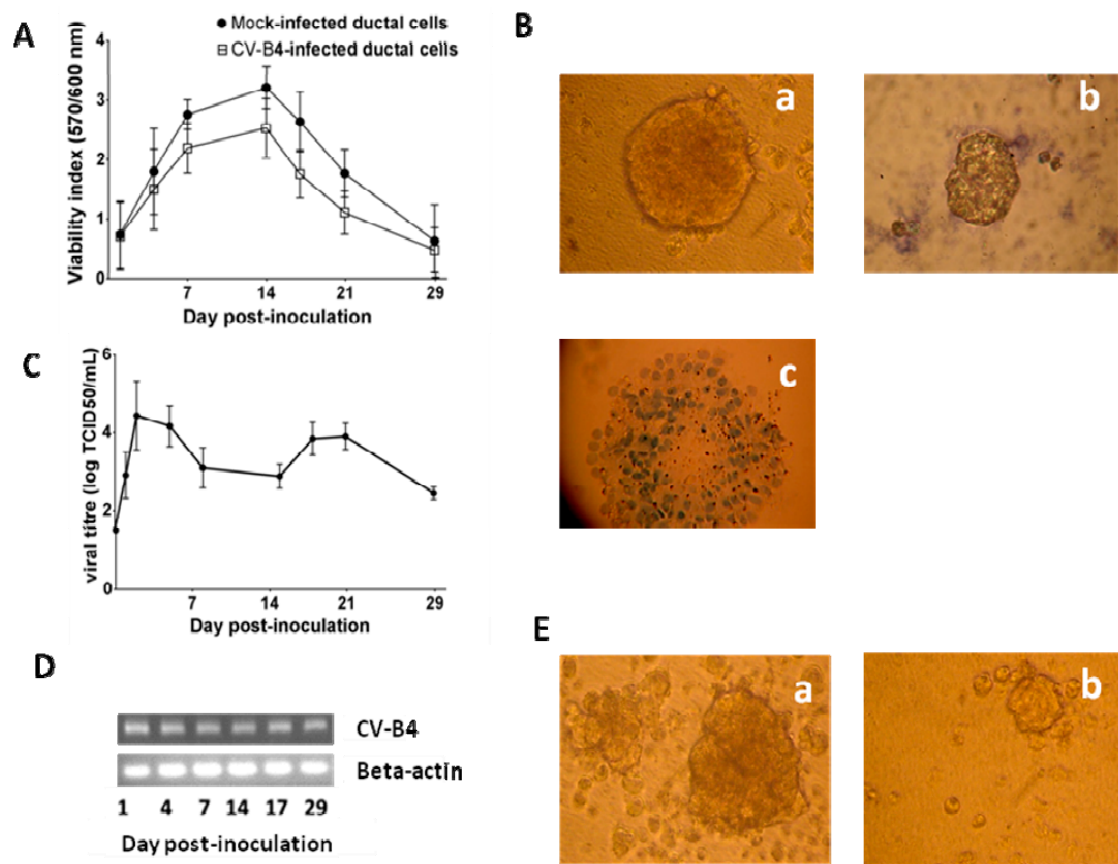 A
Mock-infected ductal cells
CV-B4-infected ductal cells
Viability index (570/600 nm)
4
3
2
1
0
7 14 21 29
Day post-inoculation
B
a
b
c
C
viral titre (log TCID50/mL)
6
4
2
0
7 14 21 29
Day post-inoculation
D
CV-B4
Beta-actin
1 4 7 14 17 29
Day post-inoculation
E
a
b